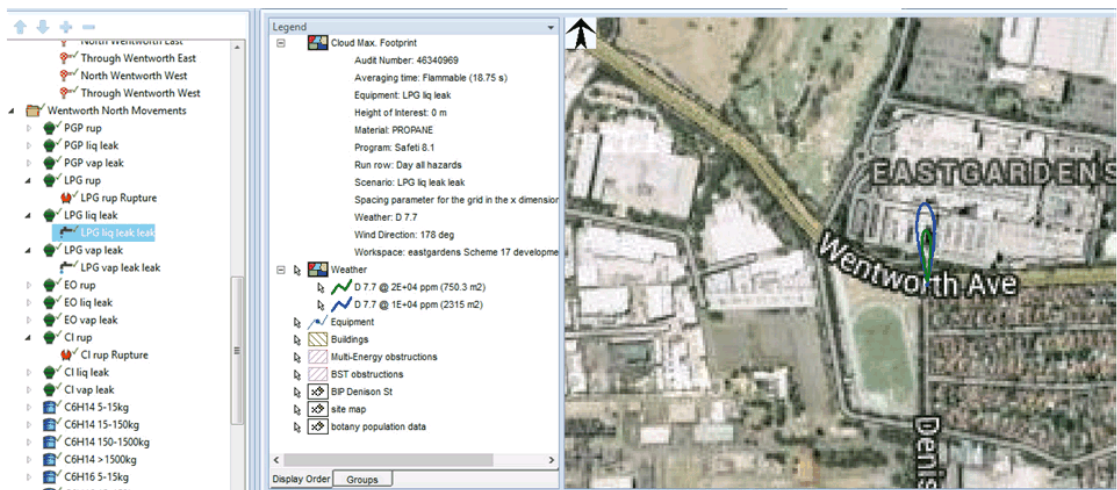 North Wentworth East
Through Wentworth East
North Wentworth West
Through Wentworth West
Wentworth North Movements
PGP rup
PGP liq leak
PGP vap leak
LPG rup
LPG rup Rupture
LPG liq leak
LPG liq leak leak
LPG vap leak
LPG vap leak leak
EO rup
EO liq leak
EO vap leak
CI rup
CI rup Rupture
CI liq leak
CI vap leak
C6H14 5-15kg
C6H14 15-150kg
C6H14 150-1500kg
C6H14 >1500kg
C6H16 5-15kg
Legend
Cloud Max. Footprint
Audit Number: 46340969
Averaging time: Flammable (18.75 s)
Equipment: LPG liq leak
Height of Interest: 0 m
Material: PROPANE
Program: Safeti 8.1
Run row: Day all hazards
Scenario: LPG liq leak leak
Spacing parameter for the grid in the x dimension
Weather: D 7.7
Wind Direction: 178 deg
Workspace: eastgardens Scheme 17 developme
Weather
D 7.7 @ 2E+04 ppm (750.3 m2)
D 7.7 @ 1E+04 ppm (2315 m2)
Equipment
Buildings
Multi-Energy obstructions
BST obstructions
BIP Denison St
site map
botany population data
Display Order
Groups
EASTGARDENS
Wentworth Ave
Denis